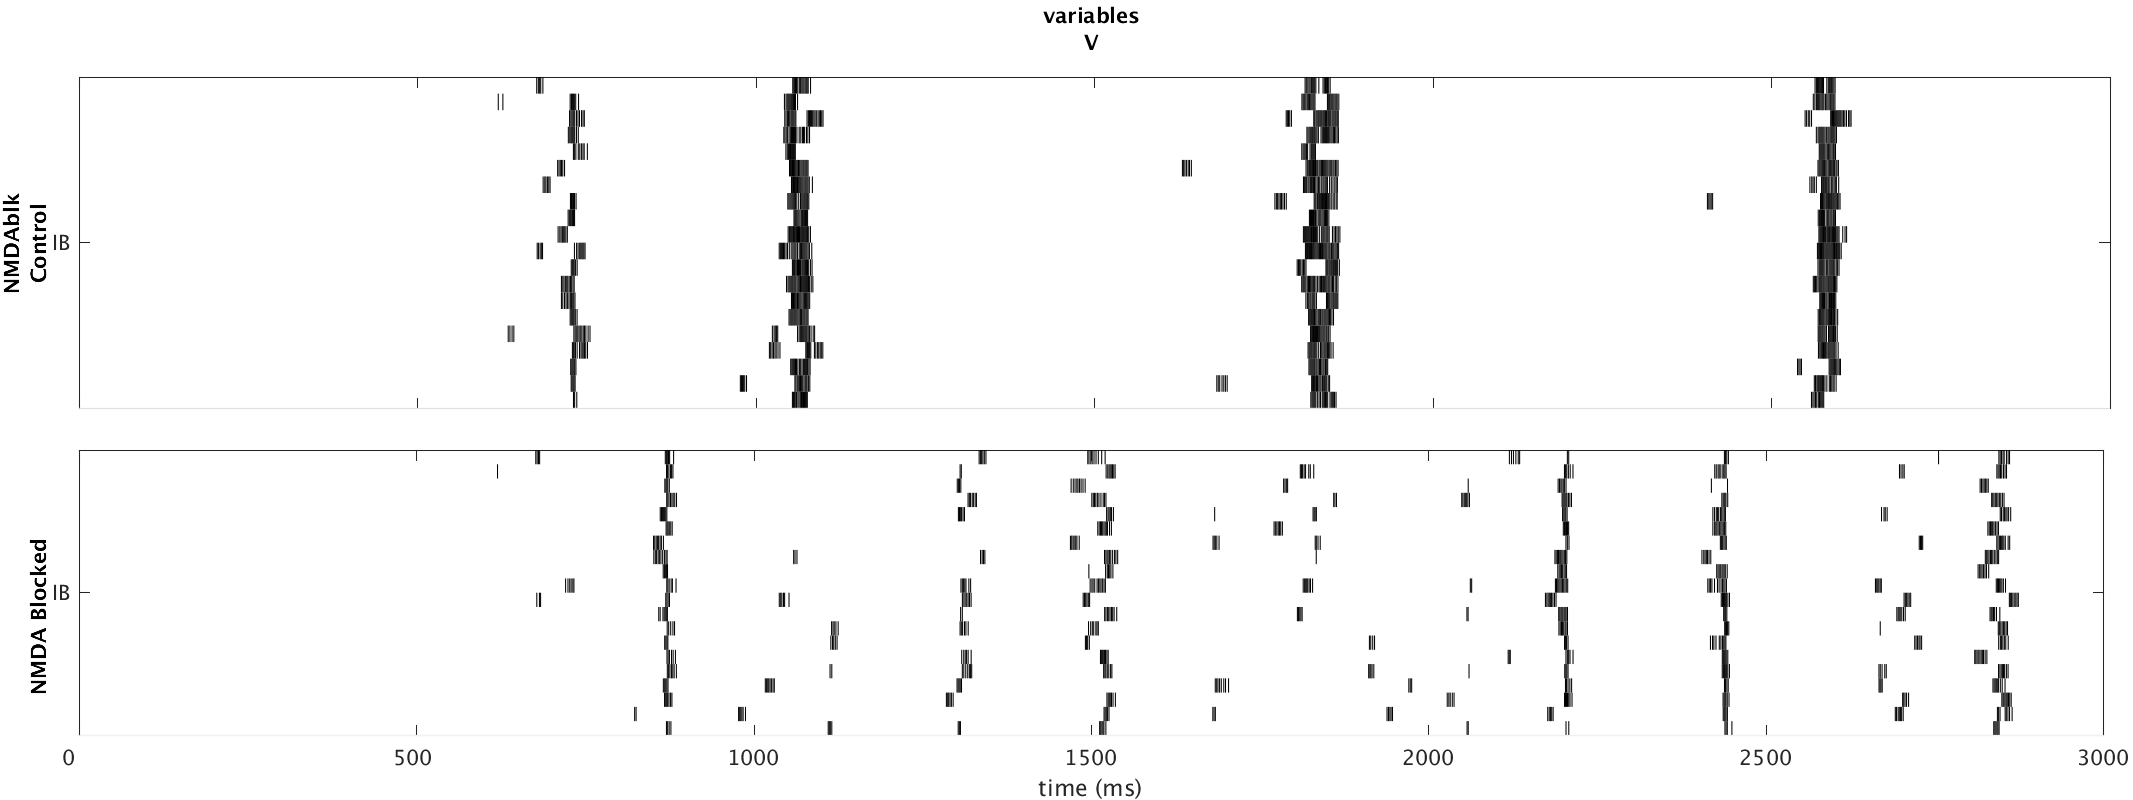 variables
V
NMDAblk
Control
IB
NMDA Blocked
IB
0 500 1000 1500 2000 2500 3000
time (ms)